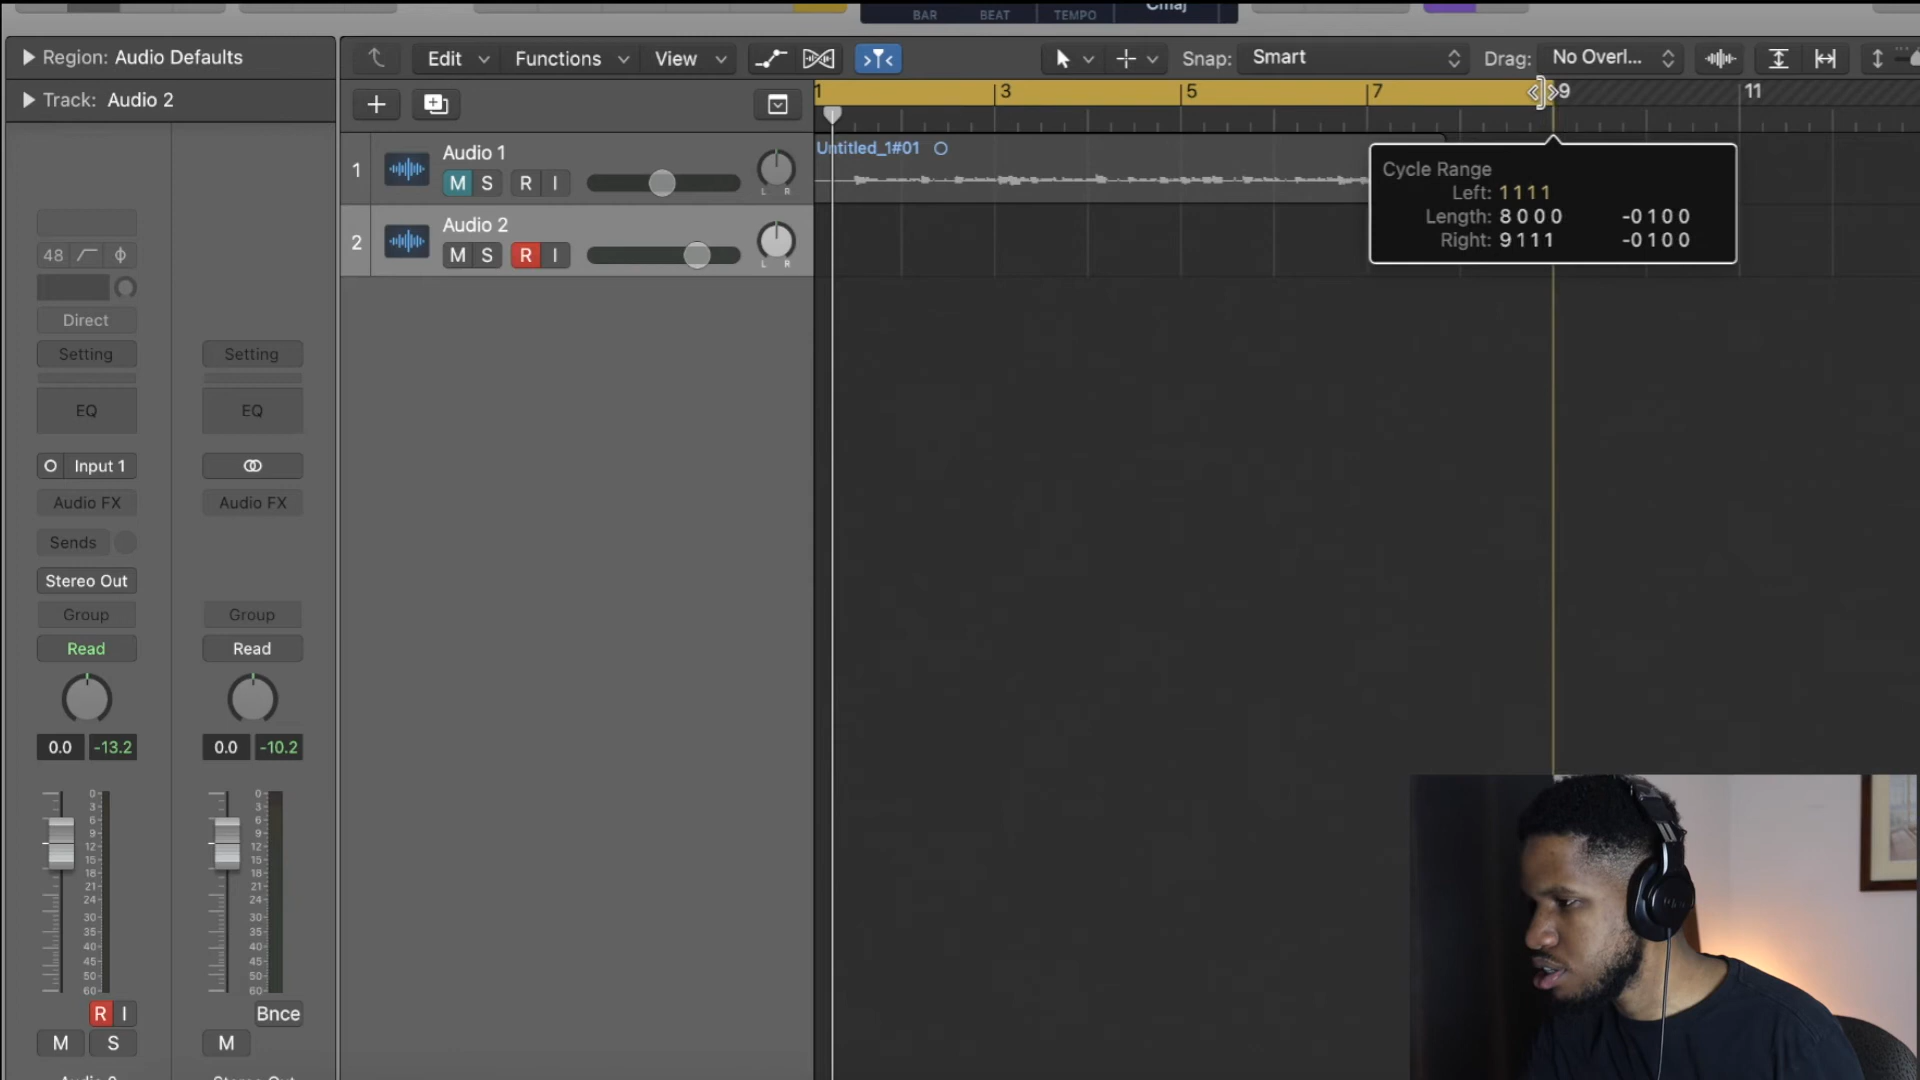 BAR BEAT TEMPO Cmaj
Region: Audio Defaults
Edit Functions View Snap: Smart Drag: No Overl...
Track: Audio 2
1 3 5 7 9 11
1 Audio 1
M S R I
L R
Untitled_1#01
Cycle Range
Left: 1 1 1 1
Length: 8 0 0 0 -0 1 0 0
Right: 9 1 1 1 -0 1 0 0
2 Audio 2
M S R I
L R
48
Direct
Setting Setting
EQ EQ
Input 1
Audio FX Audio FX
Sends
Stereo Out
Group Group
Read Read
0.0 -13.2 0.0 -10.2
0 0
3 3
6 6
9 9
12 12
15 15
18 18
21 21
24 24
30 30
35 35
40 40
45 45
50 50
60 60
R I Bnce
M S M